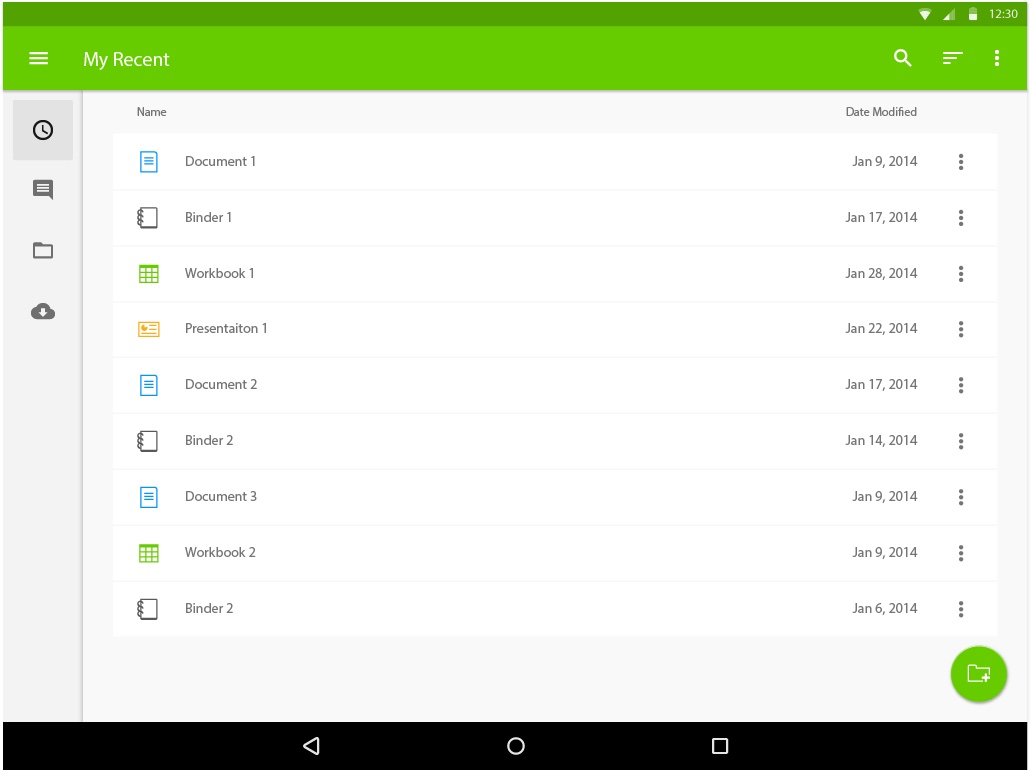 12:30
My Recent
Name Date Modified
Document 1 Jan 9, 2014
Binder 1 Jan 17, 2014
Workbook 1 Jan 28, 2014
Presentaiton 1 Jan 22, 2014
Document 2 Jan 17, 2014
Binder 2 Jan 14, 2014
Document 3 Jan 9, 2014
Workbook 2 Jan 9, 2014
Binder 2 Jan 6, 2014